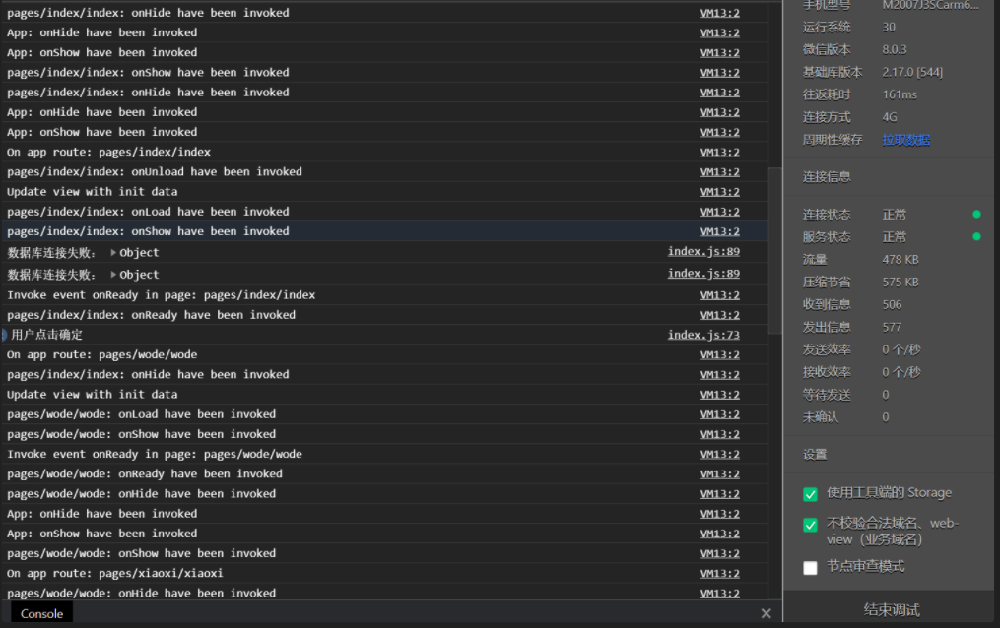 pages/index/index: onHide have been invoked VM13:2
App: onHide have been invoked VM13:2
App: onShow have been invoked VM13:2
pages/index/index: onShow have been invoked VM13:2
pages/index/index: onHide have been invoked VM13:2
App: onHide have been invoked VM13:2
App: onShow have been invoked VM13:2
On app route: pages/index/index VM13:2
pages/index/index: onUnload have been invoked VM13:2
Update view with init data VM13:2
pages/index/index: onLoad have been invoked VM13:2
pages/index/index: onShow have been invoked VM13:2
数据库连接失败： ▶Object index.js:89
数据库连接失败： ▶Object index.js:89
Invoke event onReady in page: pages/index/index VM13:2
pages/index/index: onReady have been invoked VM13:2
用户点击确定 index.js:73
On app route: pages/wode/wode VM13:2
pages/index/index: onHide have been invoked VM13:2
Update view with init data VM13:2
pages/wode/wode: onLoad have been invoked VM13:2
pages/wode/wode: onShow have been invoked VM13:2
Invoke event onReady in page: pages/wode/wode VM13:2
pages/wode/wode: onReady have been invoked VM13:2
pages/wode/wode: onHide have been invoked VM13:2
App: onHide have been invoked VM13:2
App: onShow have been invoked VM13:2
pages/wode/wode: onShow have been invoked VM13:2
On app route: pages/xiaoxi/xiaoxi VM13:2
pages/wode/wode: onHide have been invoked VM13:2
Console
手机型号 M2007J3SCarm6...
运行系统 30
微信版本 8.0.3
基础库版本 2.17.0 [544]
往返耗时 161ms
连接方式 4G
周期性缓存 拉取数据
连接信息
连接状态 正常
服务状态 正常
流量 478 KB
压缩节省 575 KB
收到信息 506
发出信息 577
发送效率 0 个/秒
接收效率 0 个/秒
等待发送 0
未确认 0
设置
使用工具端的 Storage
不校验合法域名、web-
view（业务域名）
节点审查模式
结束调试